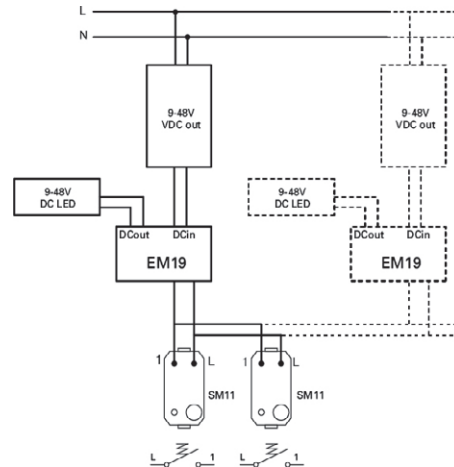 L
N
9-48V
VDC out
9-48V
VDC out
9-48V
DC LED
9-48V
DC LED
DCout DCin
EM19
DCout DCin
EM19
1 L
1 L
SM11
SM11
L 1
L 1